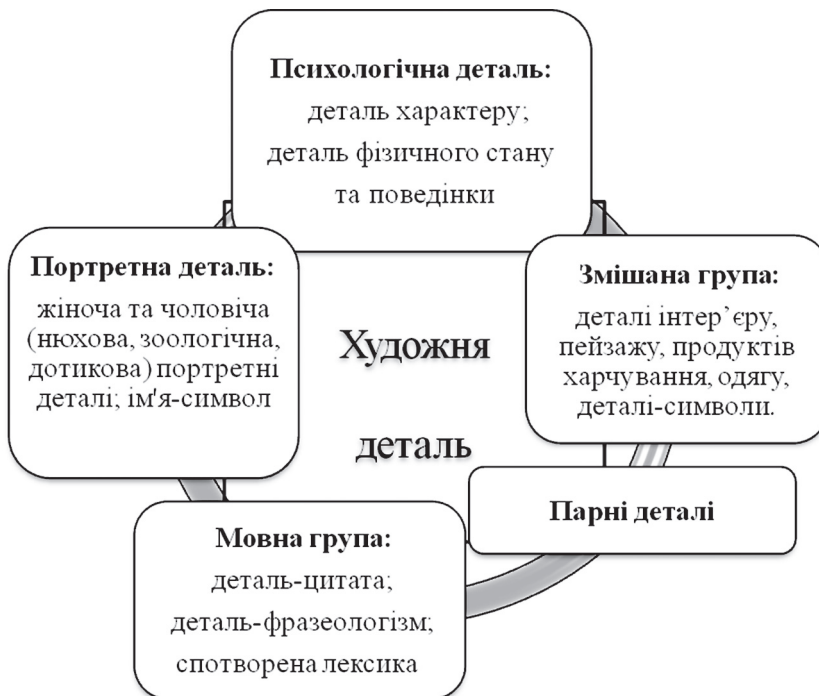 Психологічна деталь:
деталь характеру;
деталь фізичного стану
та поведінки
Портретна деталь:
жіноча та чоловіча
(нюхова, зоологічна,
дотикова) портретні
деталі; ім'я-символ
Художня
деталь
Змішана група:
деталі інтер’єру,
пейзажу, продуктів
харчування, одягу,
деталі-символи.
Парні деталі
Мовна група:
деталь-цитата;
деталь-фразеологізм;
спотворена лексика